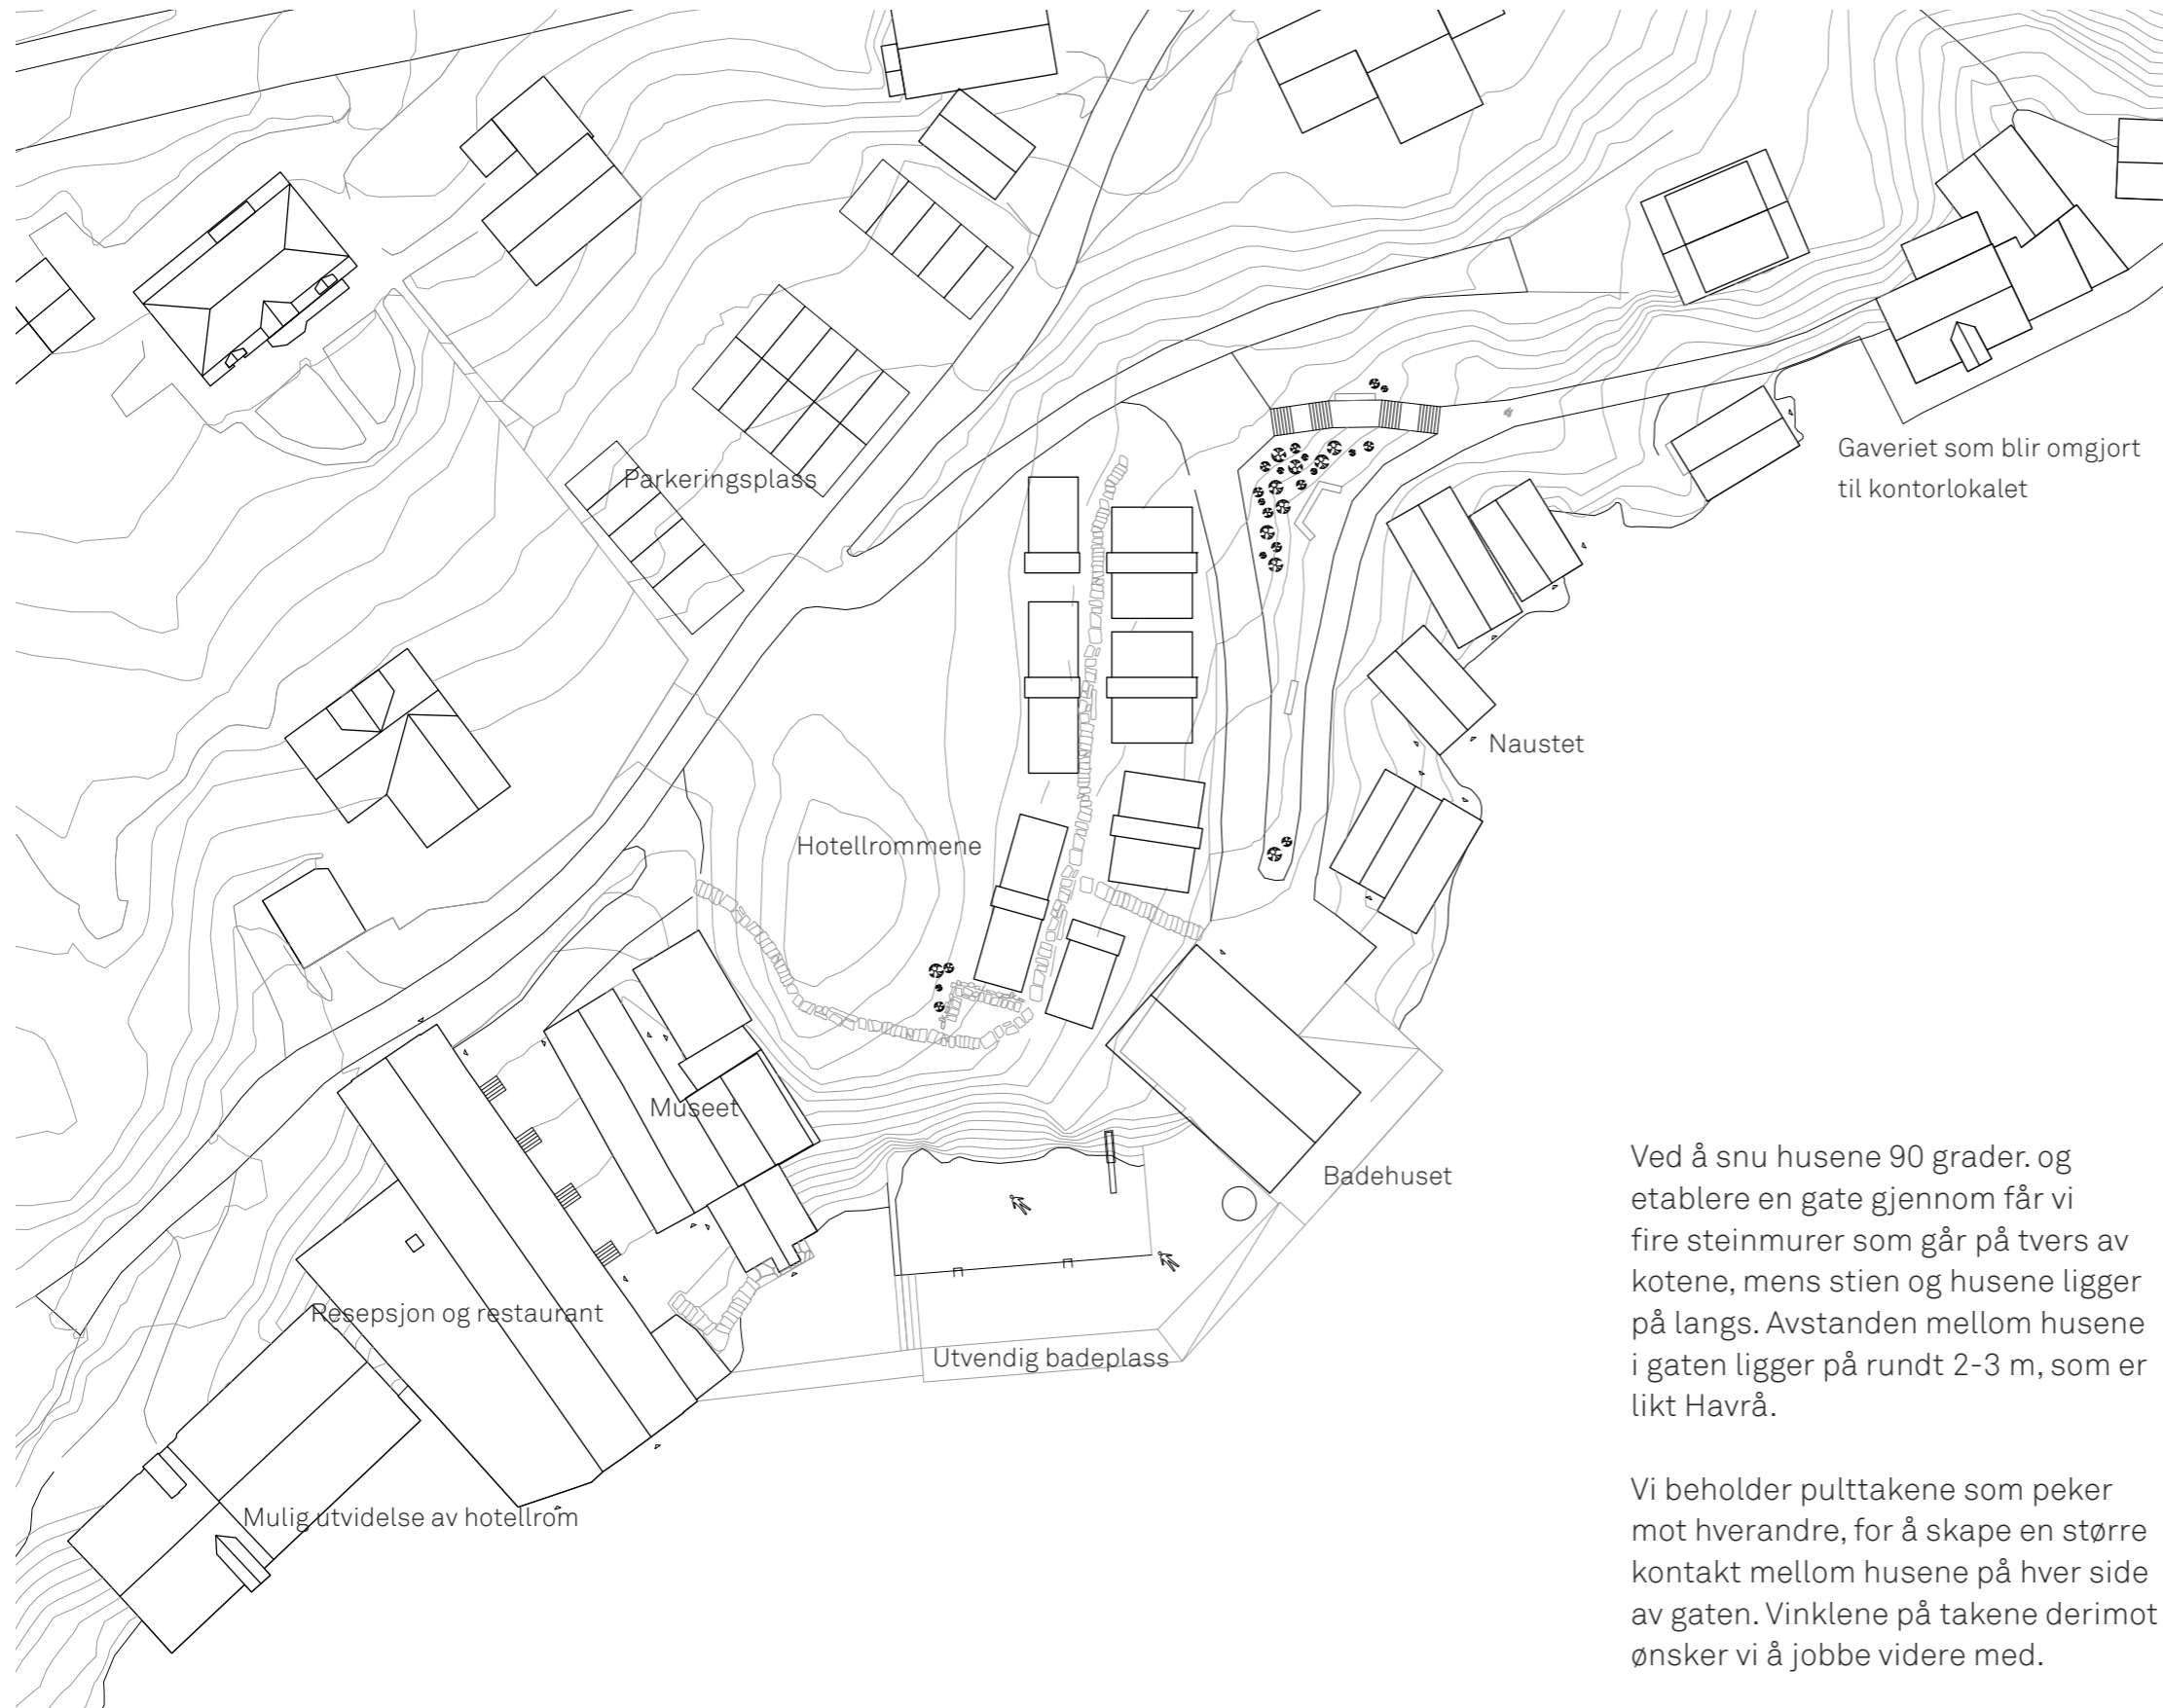 Parkeringsplass
Gaveriet som blir omgjort
til kontorlokalet
Naustet
Hotellrommene
Museet
Badehuset
Resepsjon og restaurant
Utvendig badeplass
Mulig utvidelse av hotellrom
Ved å snu husene 90 grader. og
etablere en gate gjennom får vi
fire steinmurer som går på tvers av
kotene, mens stien og husene ligger
på langs. Avstanden mellom husene
i gaten ligger på rundt 2-3 m, som er
likt Havrå.
Vi beholder pulttakene som peker
mot hverandre, for å skape en større
kontakt mellom husene på hver side
av gaten. Vinklene på takene derimot
ønsker vi å jobbe videre med.